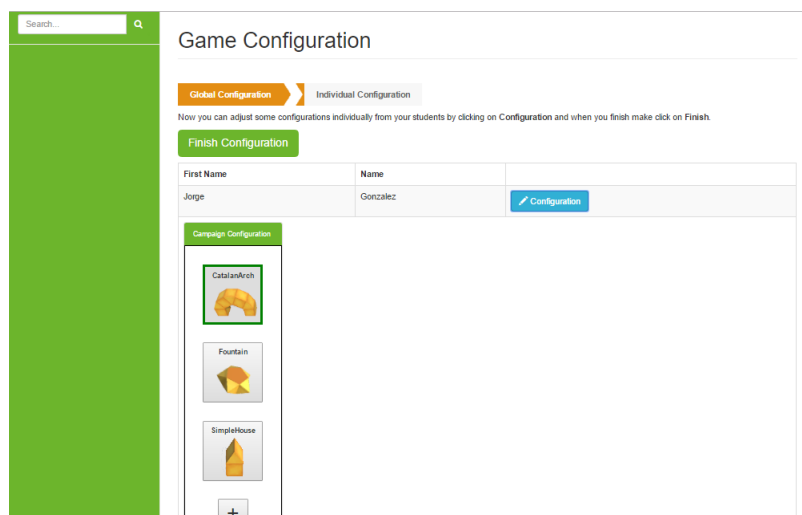 Search...
Game Configuration
Global Configuration
Individual Configuration
Now you can adjust some configurations individually from your students by clicking on Configuration and when you finish make click on Finish.
Finish Configuration
First Name
Name
Jorge
Gonzalez
Configuration
Campaign Configuration
CatalanArch
Fountain
SimpleHouse
+